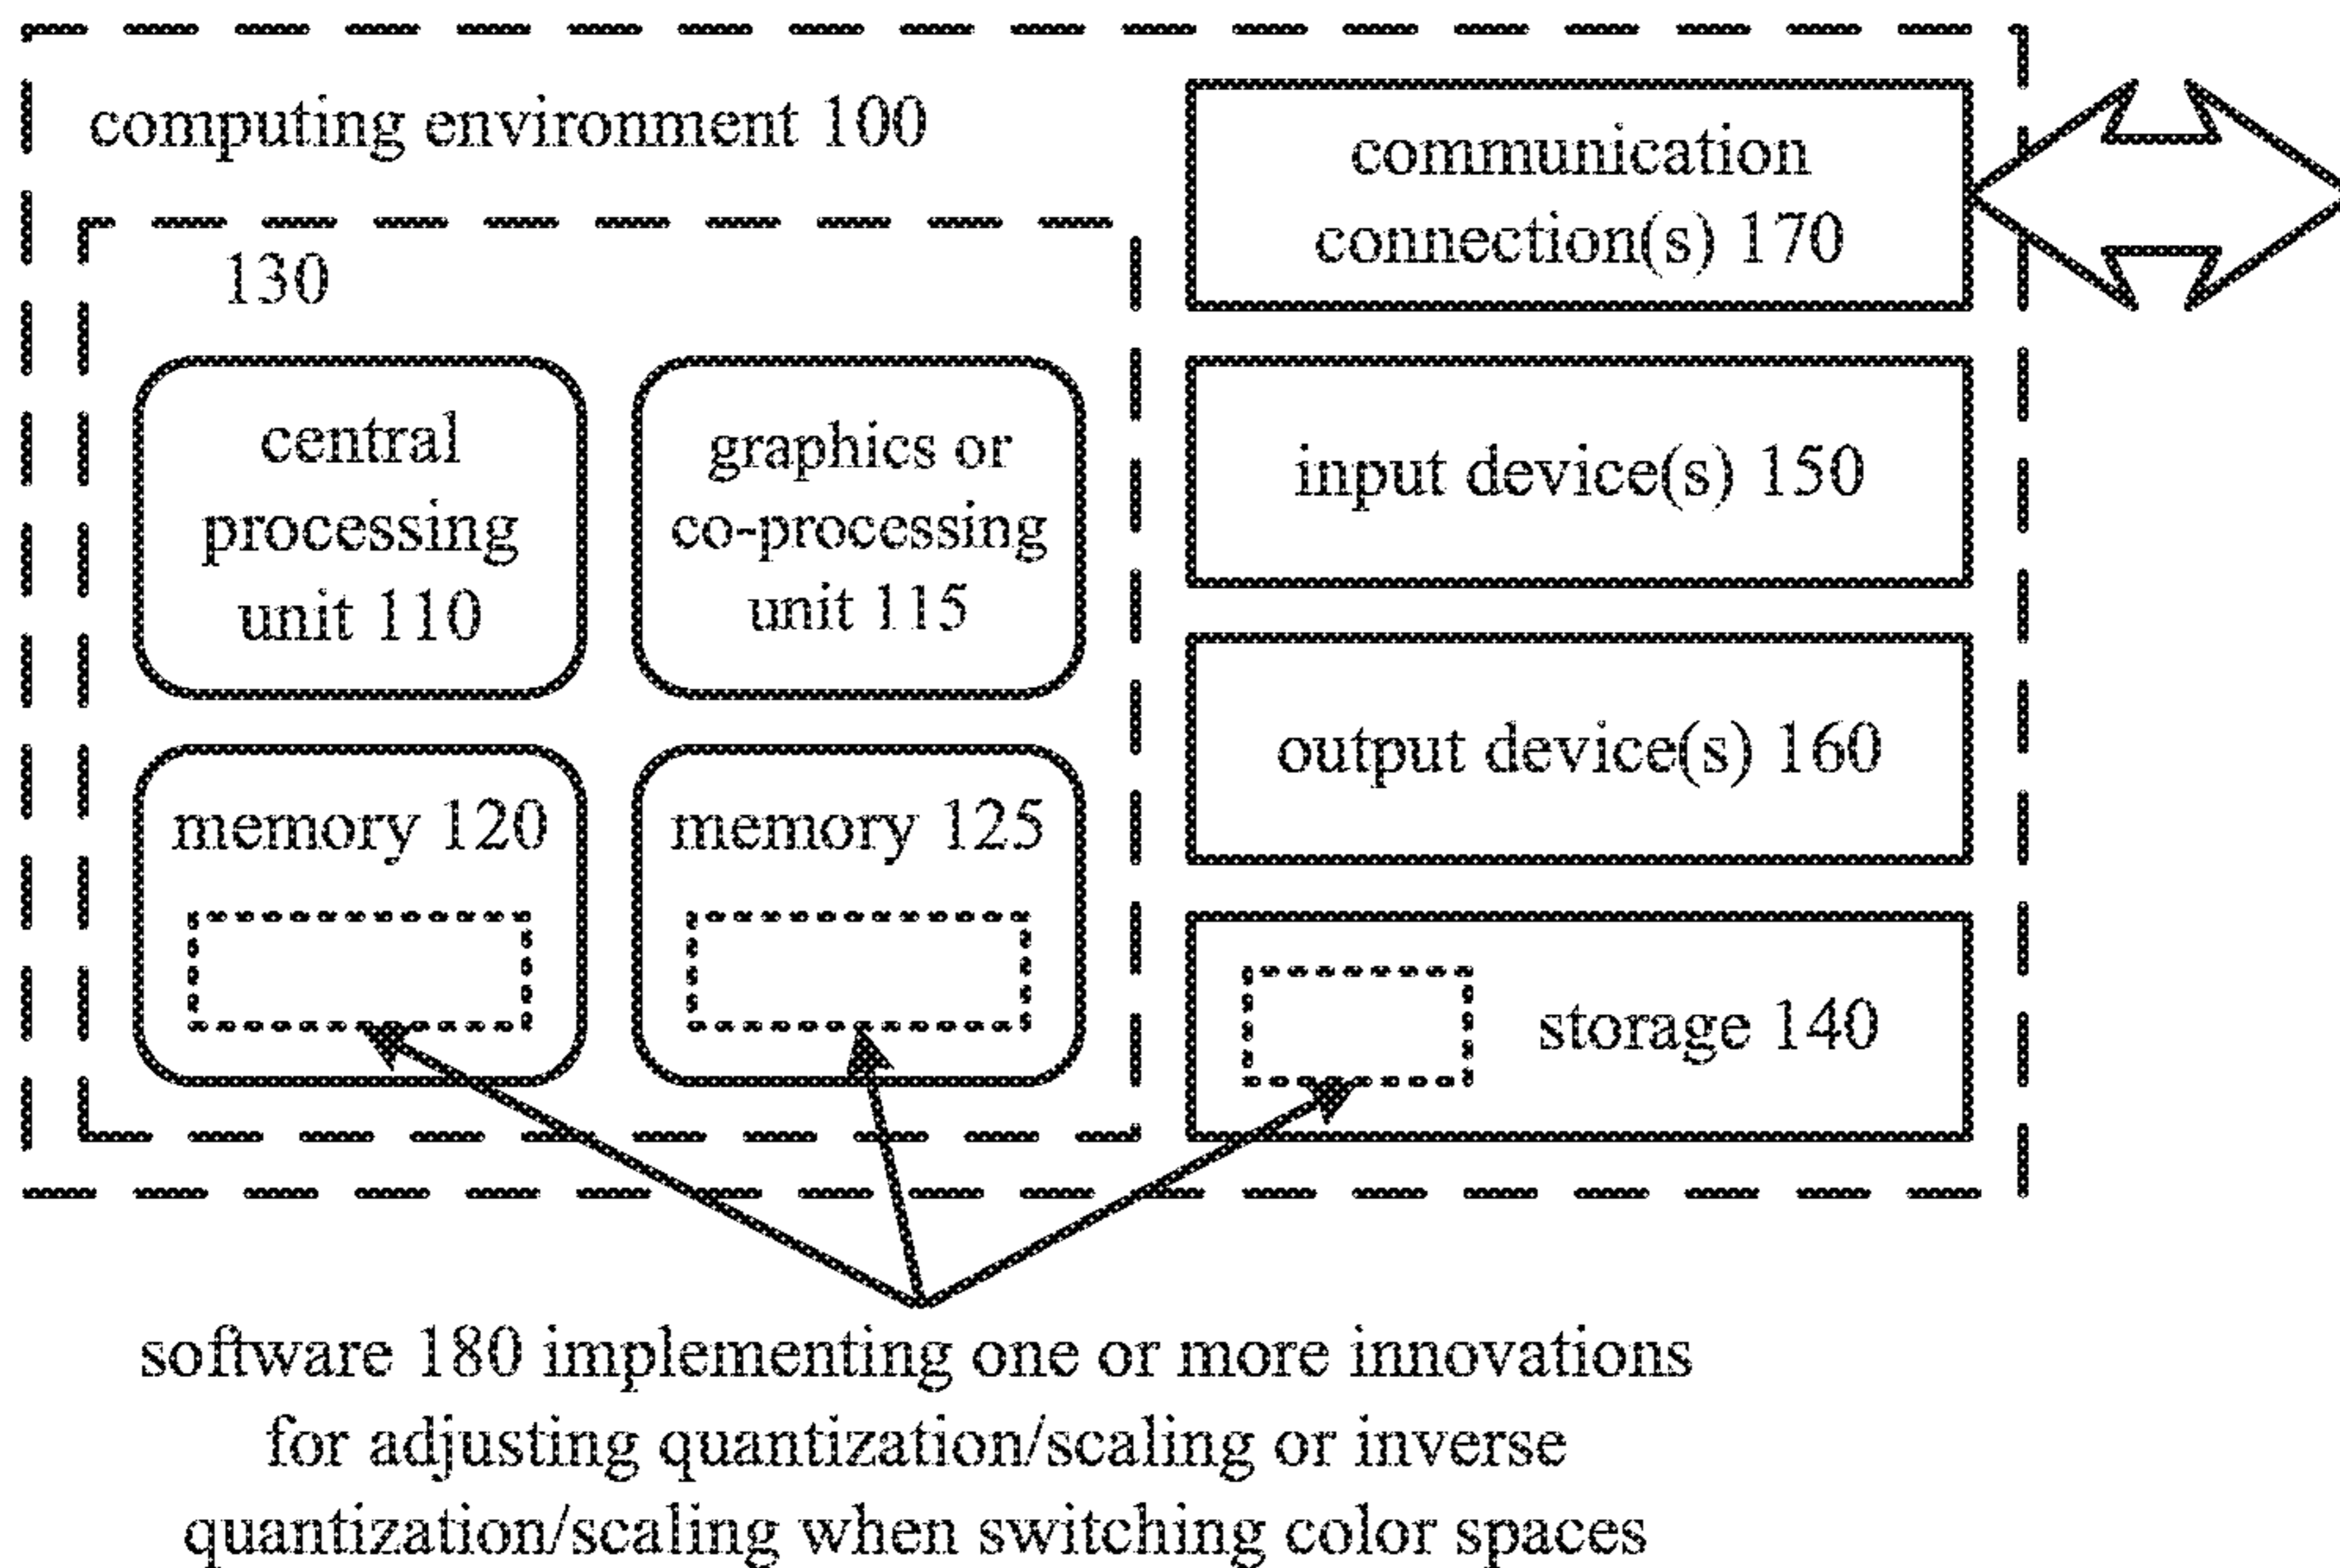 computing environment 100
130
central
processing
unit 110
graphics or
co-processing
unit 115
memory 120
memory 125
communication
connection(s) 170
input device(s) 150
output device(s) 160
storage 140
software 180 implementing one or more innovations
for adjusting quantization/scaling or inverse
quantization/scaling when switching color spaces